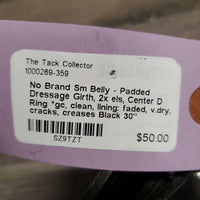 The Tack Collector
1000269-359
No Brand Sm Belly - Padded
Dressage Girth, 2x els, Center D
Ring *gc, clean, lining: faded, v.dry,
cracks, creases Black 30"
$50.00
SZ9TZT